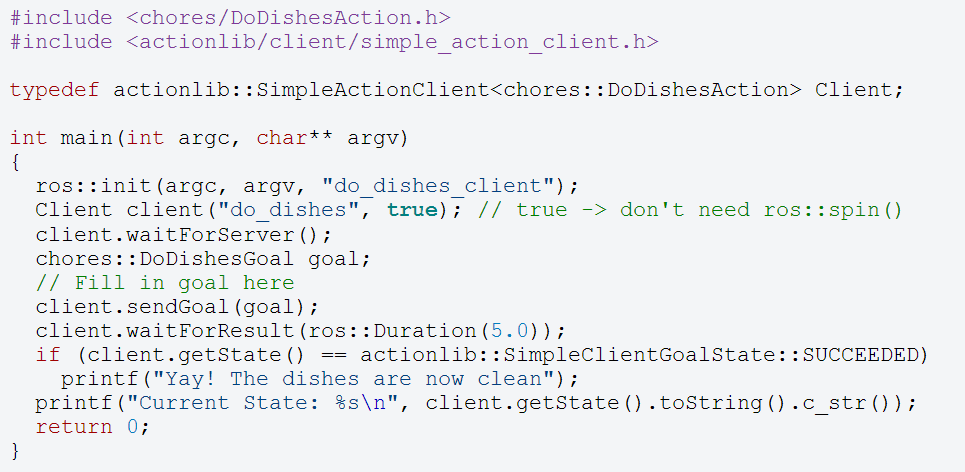 #include <chores/DoDishesAction.h>
#include <actionlib/client/simple_action_client.h>

typedef actionlib::SimpleActionClient<chores::DoDishesAction> Client;

int main(int argc, char** argv)
{
  ros::init(argc, argv, "do_dishes_client");
  Client client("do_dishes", true); // true -> don't need ros::spin()
  client.waitForServer();
  chores::DoDishesGoal goal;
  // Fill in goal here
  client.sendGoal(goal);
  client.waitForResult(ros::Duration(5.0));
  if (client.getState() == actionlib::SimpleClientGoalState::SUCCEEDED)
    printf("Yay! The dishes are now clean");
  printf("Current State: %s\n", client.getState().toString().c_str());
  return 0;
}